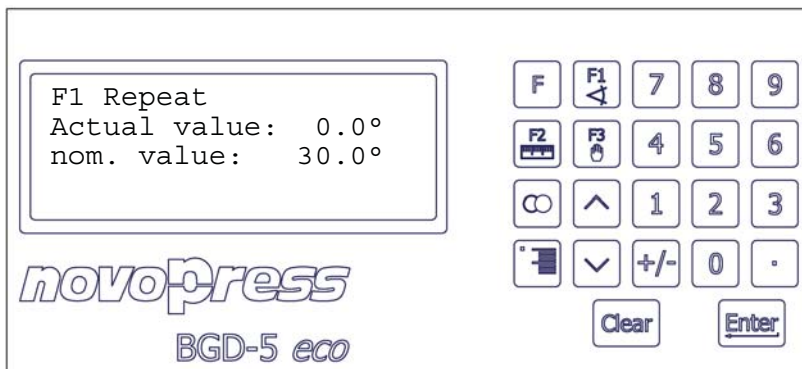 F1 Repeat
Actual value: 0.0°
nom. value: 30.0°
novopress
BGD-5 eco
F F1 7 8 9
F2 F3 4 5 6
1 2 3
+/- 0 .
Clear Enter